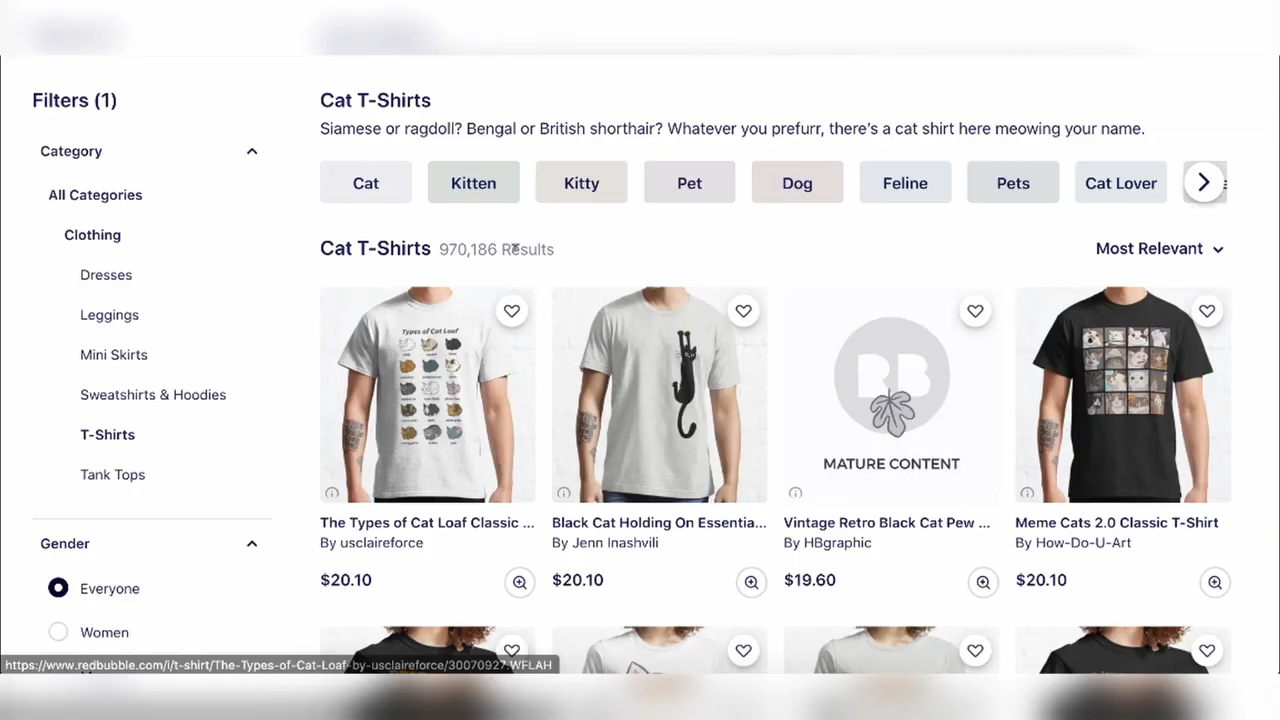 Filters (1)
Category
All Categories
Clothing
Dresses
Leggings
Mini Skirts
Sweatshirts & Hoodies
T-Shirts
Tank Tops
Gender
Everyone
Women
Cat T-Shirts
Siamese or ragdoll? Bengal or British shorthair? Whatever you prefurr, there's a cat shirt here meowing your name.
Cat Kitten Kitty Pet Dog Feline Pets Cat Lover
Cat T-Shirts 970,186 Results Most Relevant
Types of Cat Loaf
RB
MATURE CONTENT
The Types of Cat Loaf Classic ...
By usclaireforce
$20.10
Black Cat Holding On Essentia...
By Jenn Inashvili
$20.10
Vintage Retro Black Cat Pew ...
By HBgraphic
$19.60
Meme Cats 2.0 Classic T-Shirt
By How-Do-U-Art
$20.10
https://www.redbubble.com/i/t-shirt/The-Types-of-Cat-Loaf-by-usclaireforce/30070927.WFLAH